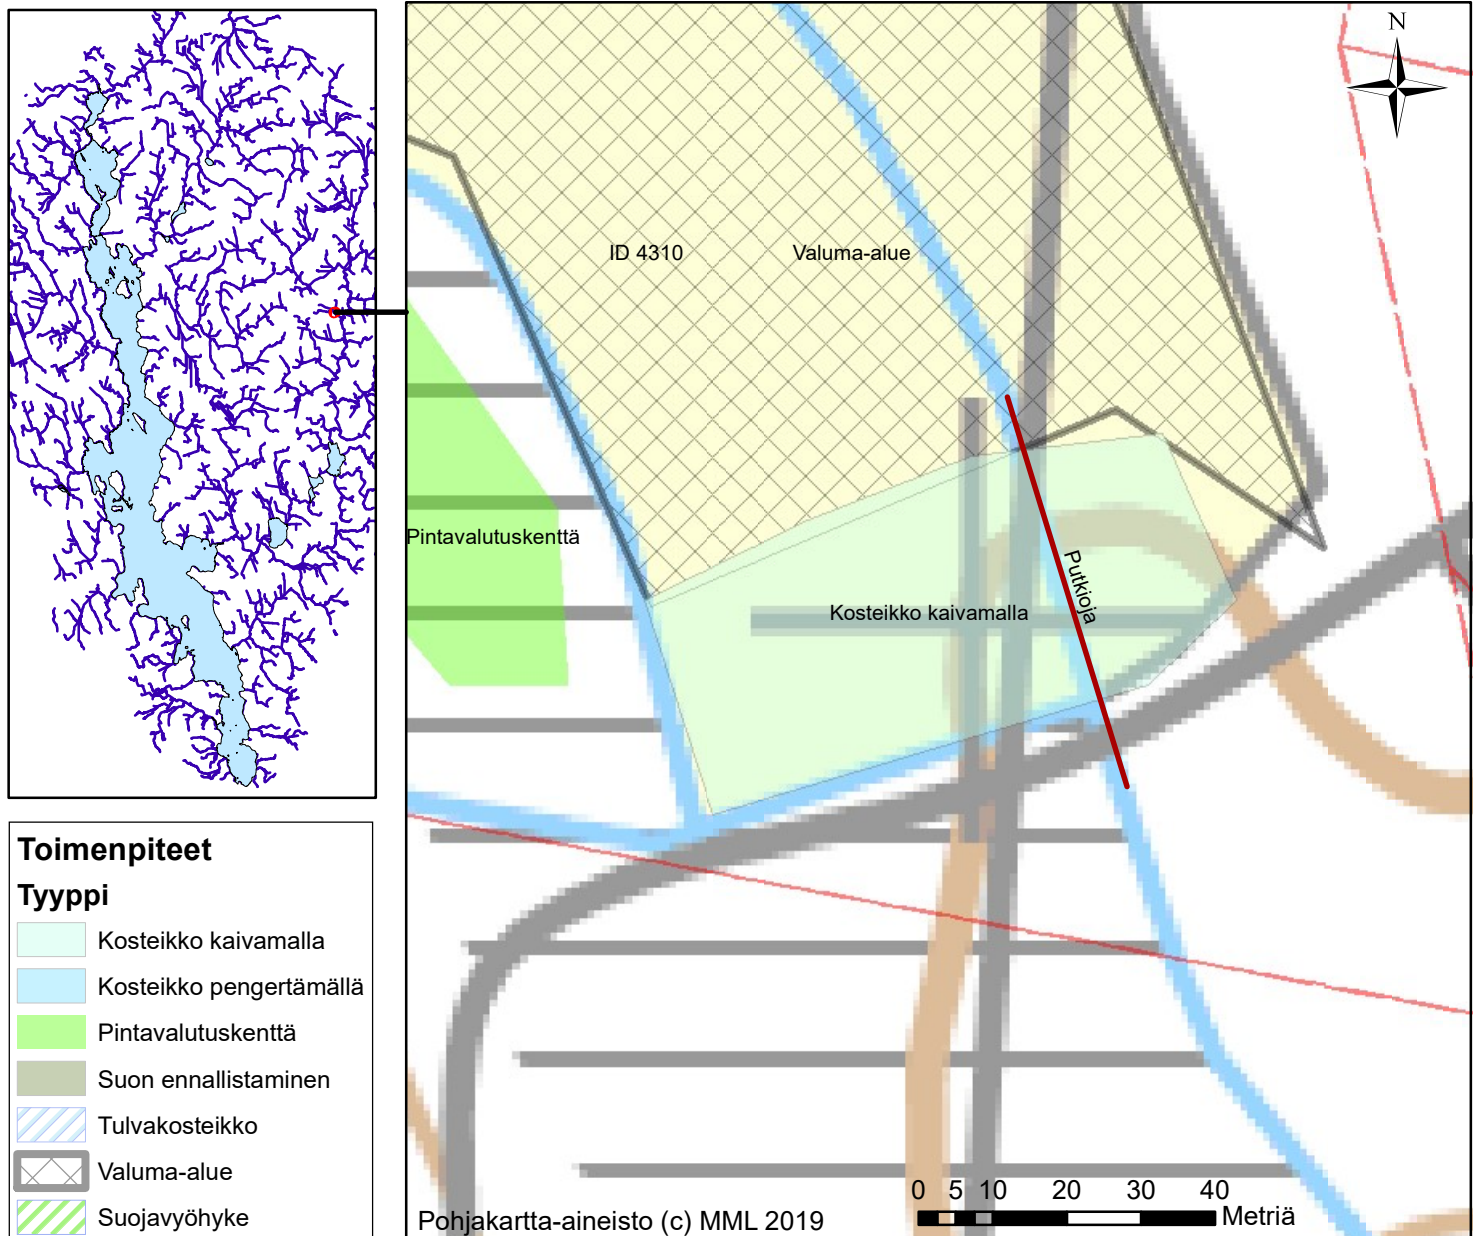 N
ID 4310
Valuma-alue
Pintavalutuskenttä
Kosteikko kaivamalla
Putkioja
Toimenpiteet
Tyyppi
Kosteikko kaivamalla
Kosteikko pengertämällä
Pintavalutuskenttä
Suon ennallistaminen
Tulvakosteikko
Valuma-alue
Suojavyöhyke
0 5 10 20 30 40
Metriä
Pohjakartta-aineisto (c) MML 2019